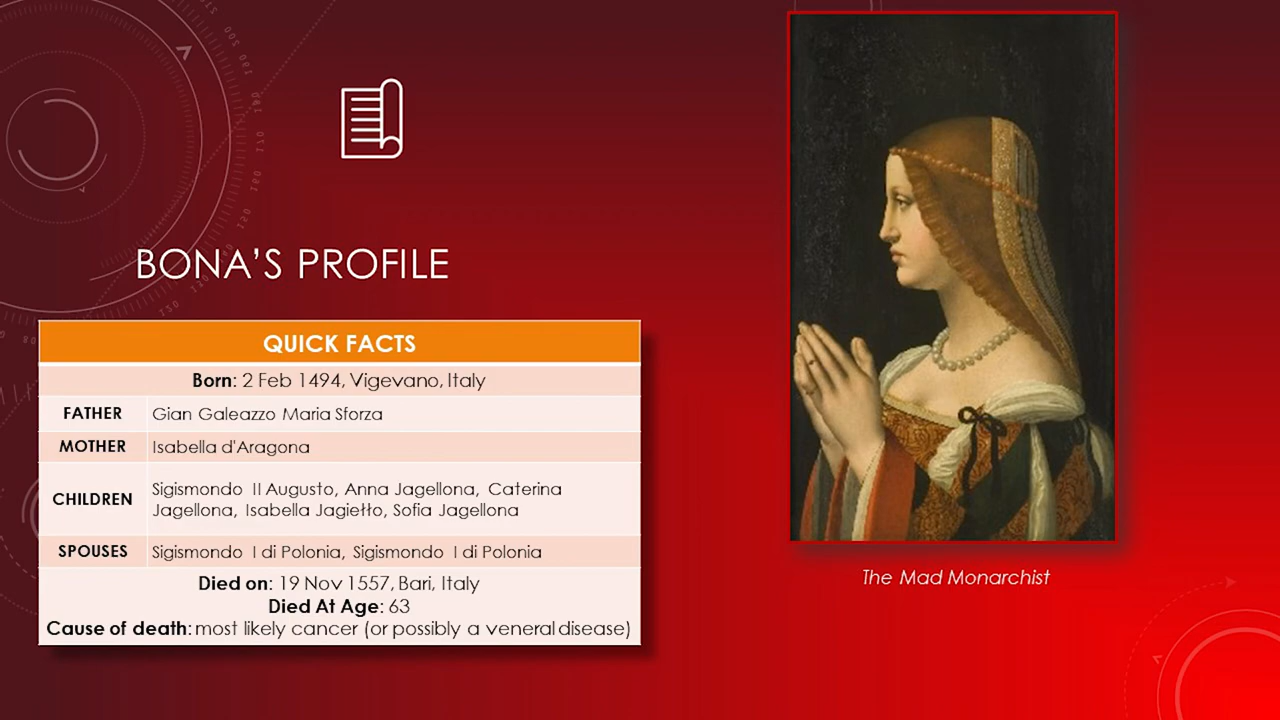 BONA'S PROFILE
QUICK FACTS
Born: 2 Feb 1494, Vigevano, Italy
FATHER Gian Galeazzo Maria Sforza
MOTHER Isabella d'Aragona
CHILDREN Sigismondo II Augusto, Anna Jagellona, Caterina
Jagellona, Isabella Jagiełło, Sofia Jagellona
SPOUSES Sigismondo I di Polonia, Sigismondo I di Polonia
Died on: 19 Nov 1557, Bari, Italy
Died At Age: 63
Cause of death: most likely cancer (or possibly a veneral disease)
The Mad Monarchist